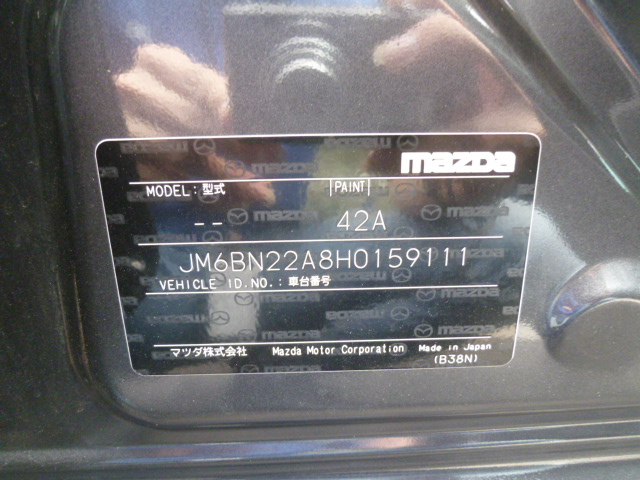 mazda
MODEL:型式 PAINT
-- 42A
JM6BN22A8H0159111
VEHICLE ID.NO.:車台番号
マツダ株式会社 Mazda Motor Corporation Made in Japan
(B38N)